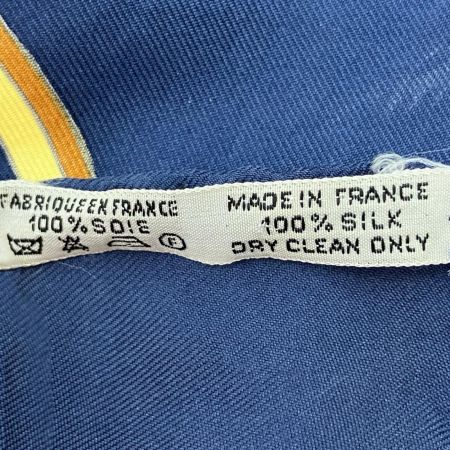 FABRIQUE EN FRANCE
100% SOIE
F
MADE IN FRANCE
100% SILK
DRY CLEAN ONLY